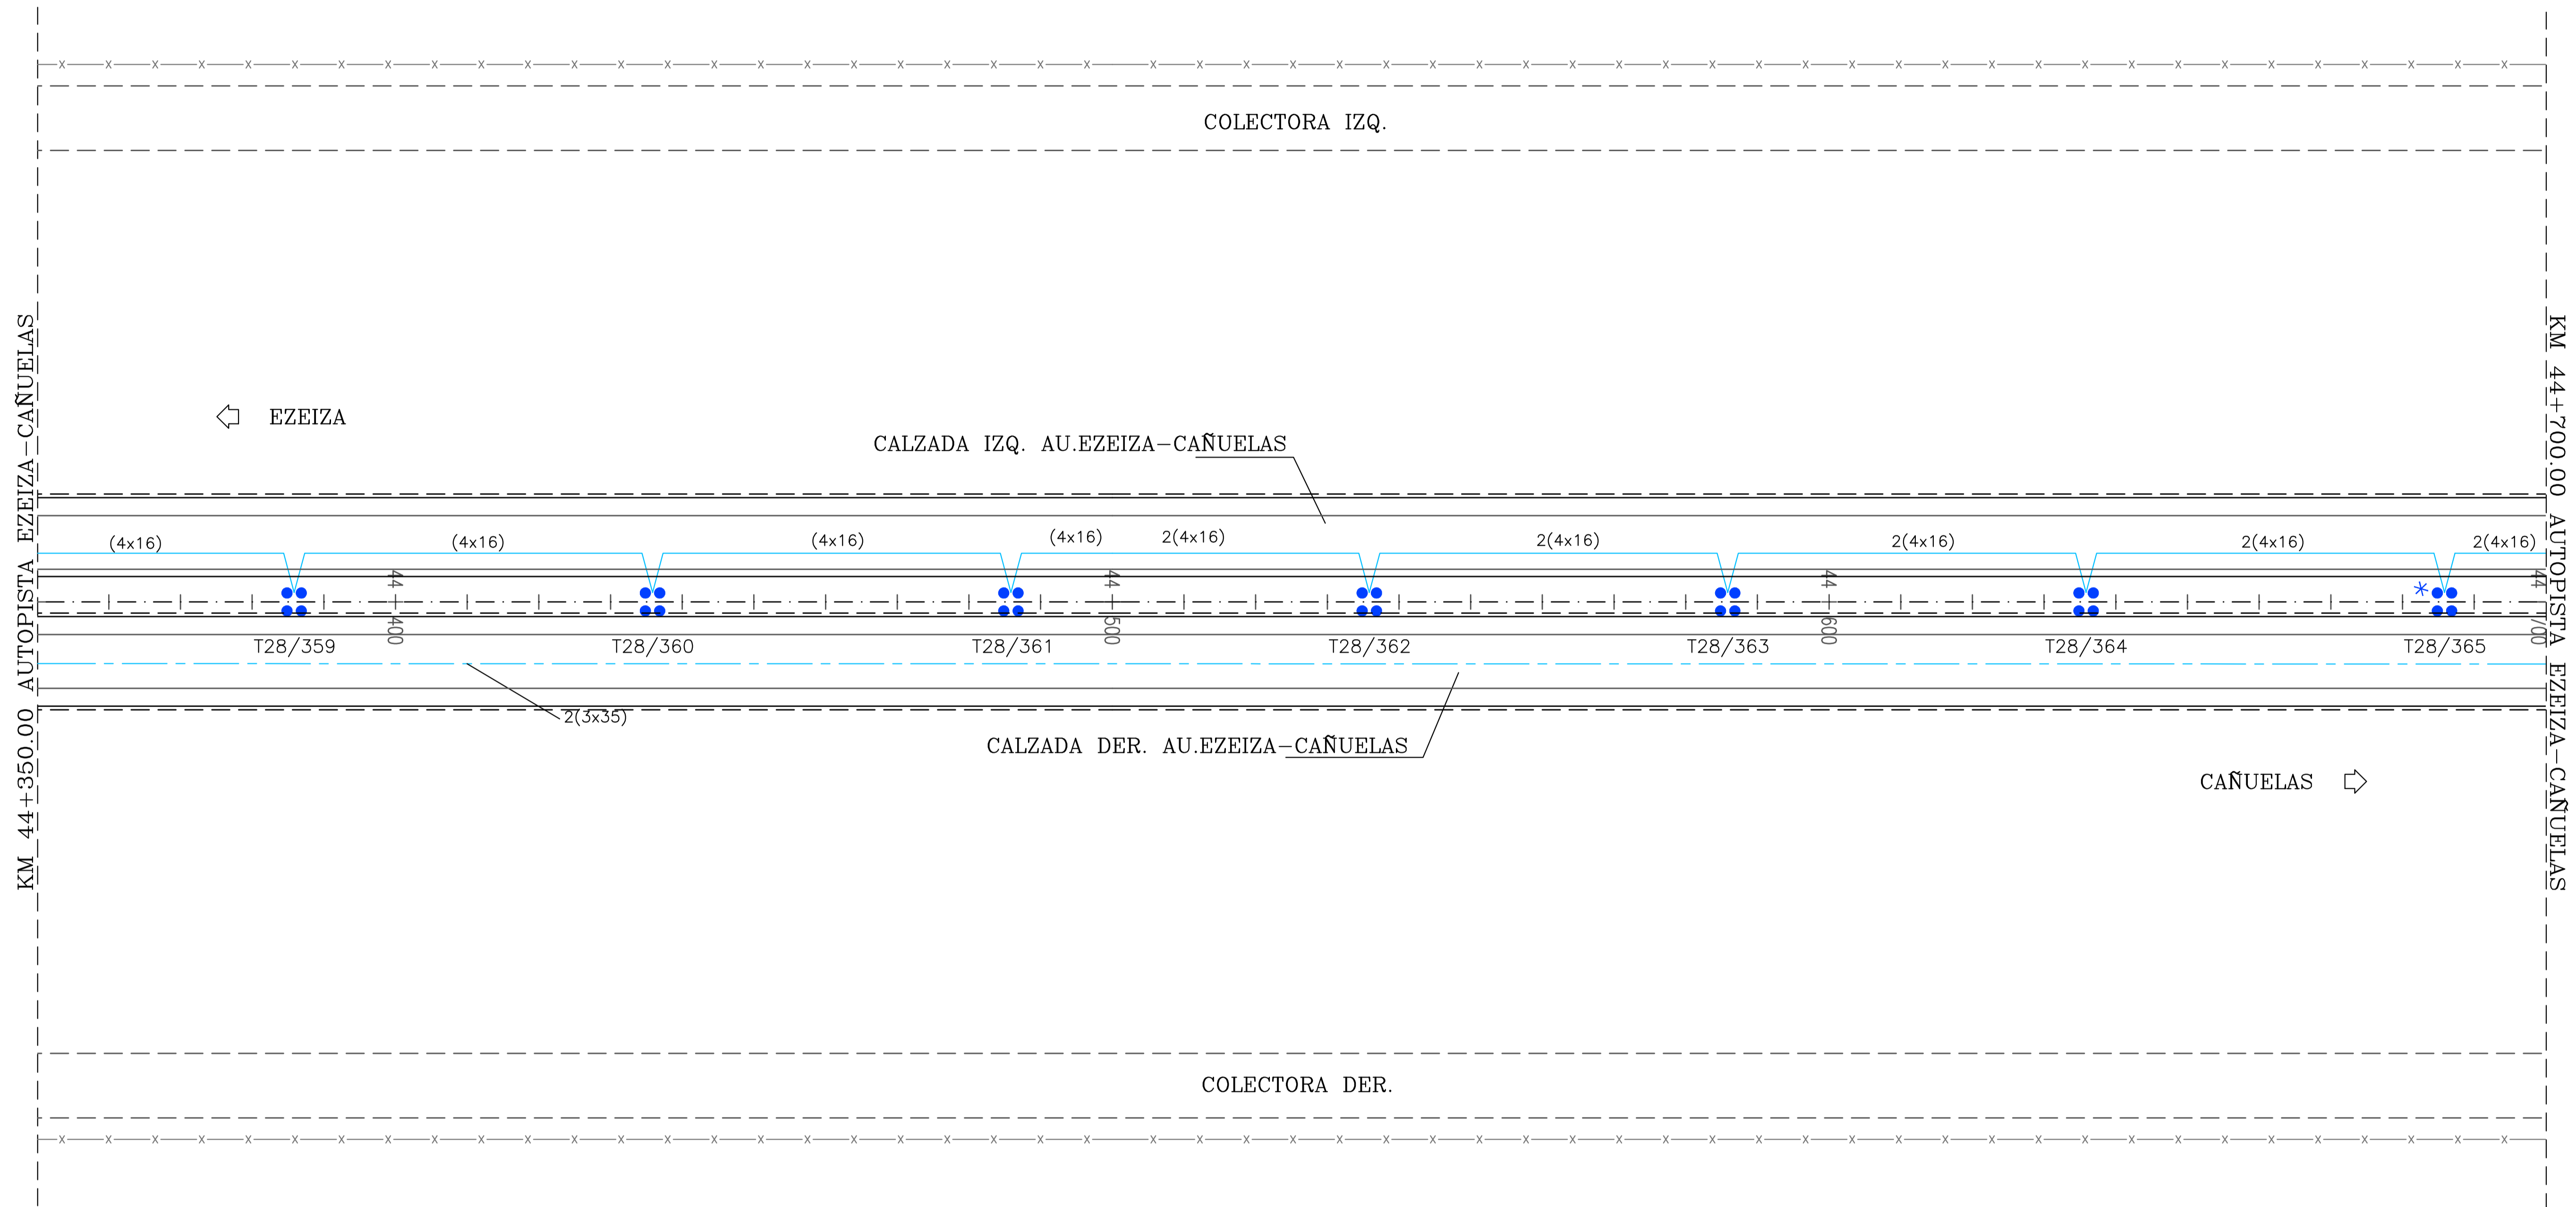 COLECTORA IZQ.
KM 44+350.00 AUTOPISTA EZEIZA-CAÑUELAS
KM 44+700.00 AUTOPISTA EZEIZA-CAÑUELAS
EZEIZA
CALZADA IZQ. AU.EZEIZA-CAÑUELAS
(4x16) (4x16) (4x16) (4x16) 2(4x16) 2(4x16) 2(4x16) 2(4x16) 2(4x16)
44 400
44 500
44 600
44 700
*
T28/359 T28/360 T28/361 T28/362 T28/363 T28/364 T28/365
2(3x35)
CALZADA DER. AU.EZEIZA-CAÑUELAS
CAÑUELAS
COLECTORA DER.